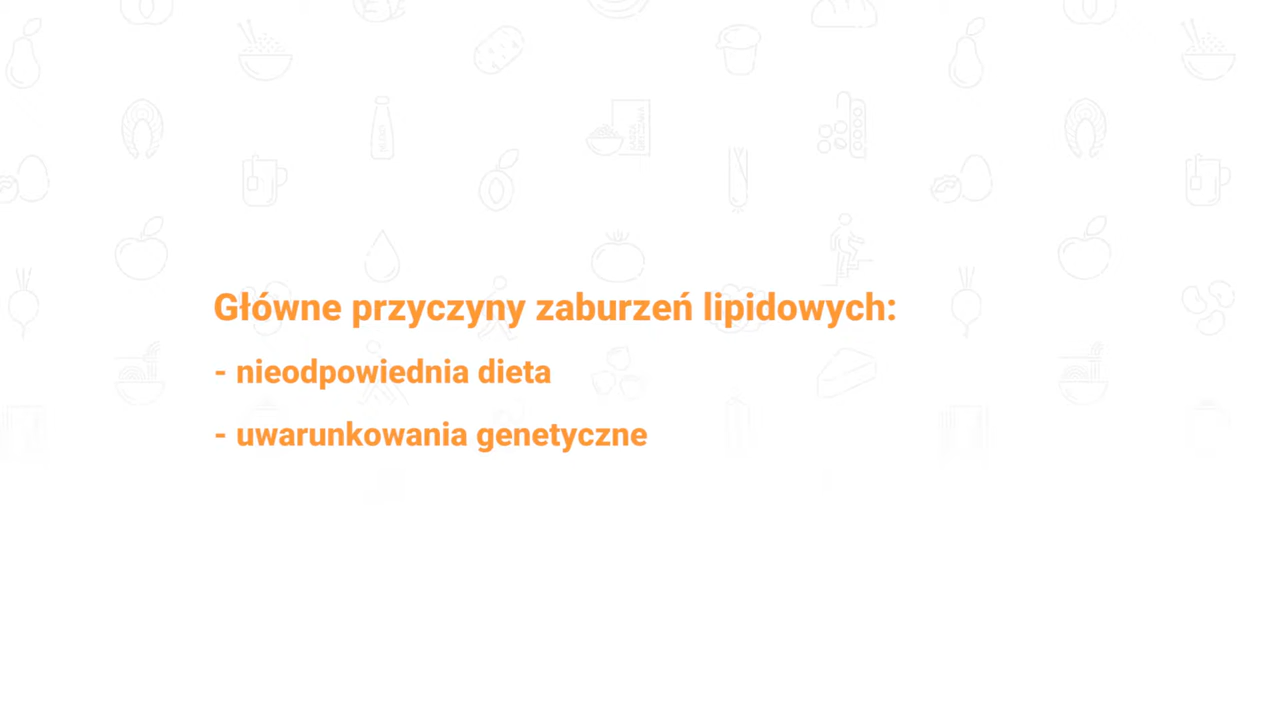 Główne przyczyny zaburzeń lipidowych:
- nieodpowiednia dieta
- uwarunkowania genetyczne